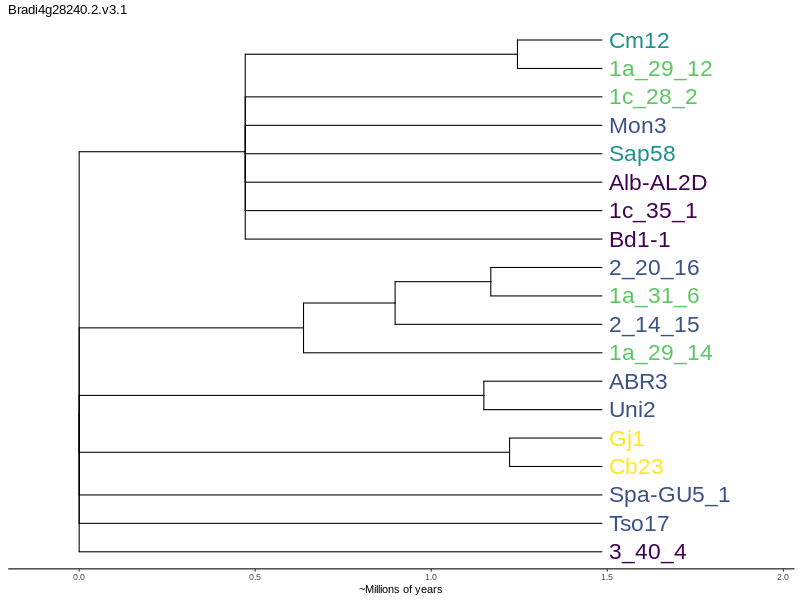 Bradi4g28240.2.v3.1
Cm12
1a_29_12
1c_28_2
Mon3
Sap58
Alb-AL2D
1c_35_1
Bd1-1
2_20_16
1a_31_6
2_14_15
1a_29_14
ABR3
Uni2
Gj1
Cb23
Spa-GU5_1
Tso17
3_40_4
0.0 0.5 1.0 1.5 2.0
~Millions of years